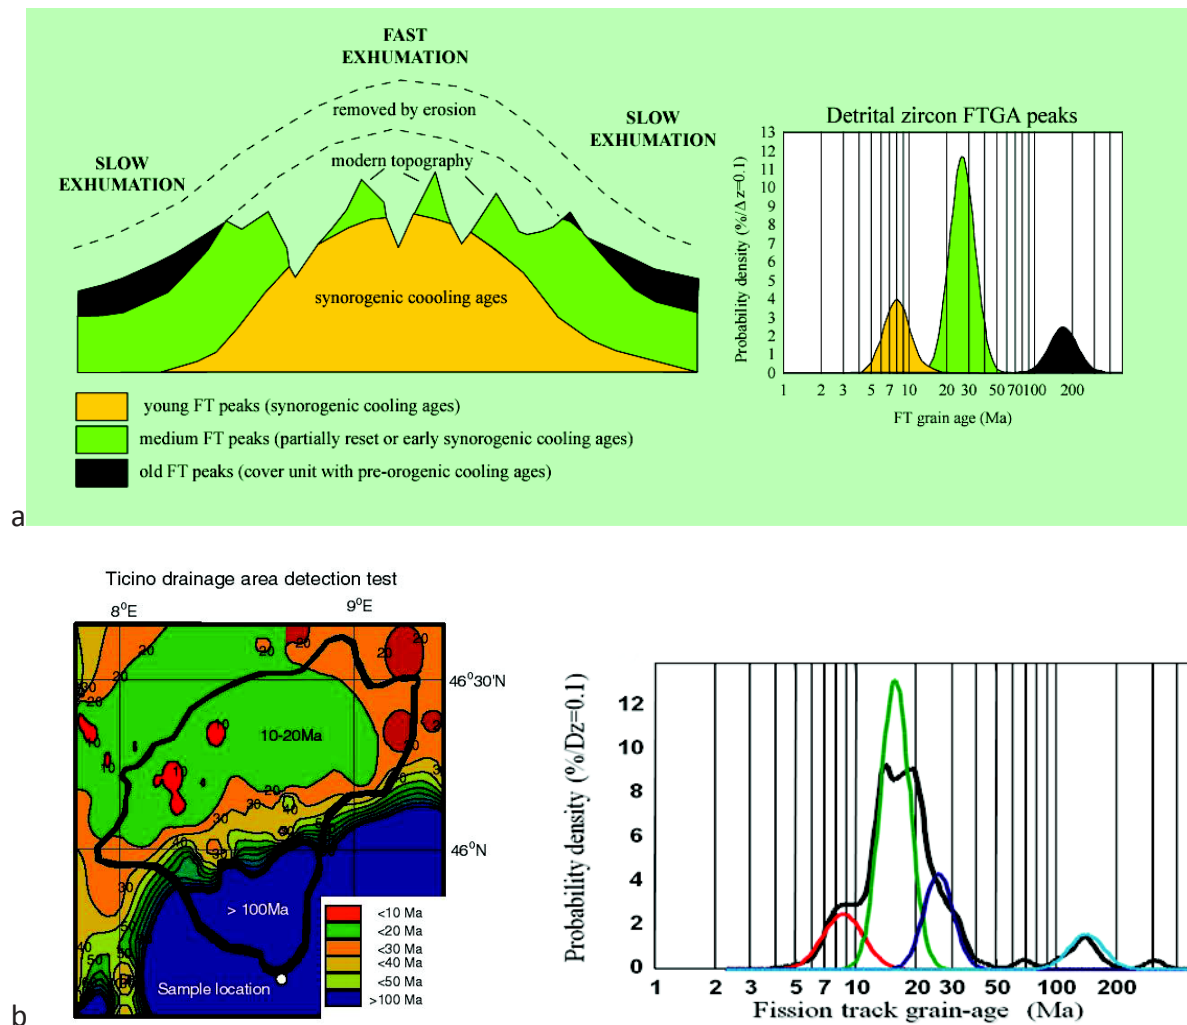 FAST
EXHUMATION
removed by erosion
SLOW
EXHUMATION
SLOW
EXHUMATION
modern topography
synorogenic coooling ages
Detrital zircon FTGA peaks
Probability density (%/Δz=0.1)
13
12
11
10
9
8
7
6
5
4
3
2
1
0
1 2 3 5 7 10 20 30 50 70 100 200
FT grain age (Ma)
young FT peaks (synorogenic cooling ages)
medium FT peaks (partially reset or early synorogenic cooling ages)
old FT peaks (cover unit with pre-orogenic cooling ages)
a
Ticino drainage area detection test
8°E 9°E
46°30'N
46°N
10-20Ma
> 100Ma
Sample location
<10 Ma
<20 Ma
<30 Ma
<40 Ma
<50 Ma
>100 Ma
Probability density (%/Dz=0.1)
12
10
8
6
4
2
0
1 2 3 5 7 10 20 30 50 100 200
Fission track grain-age (Ma)
b